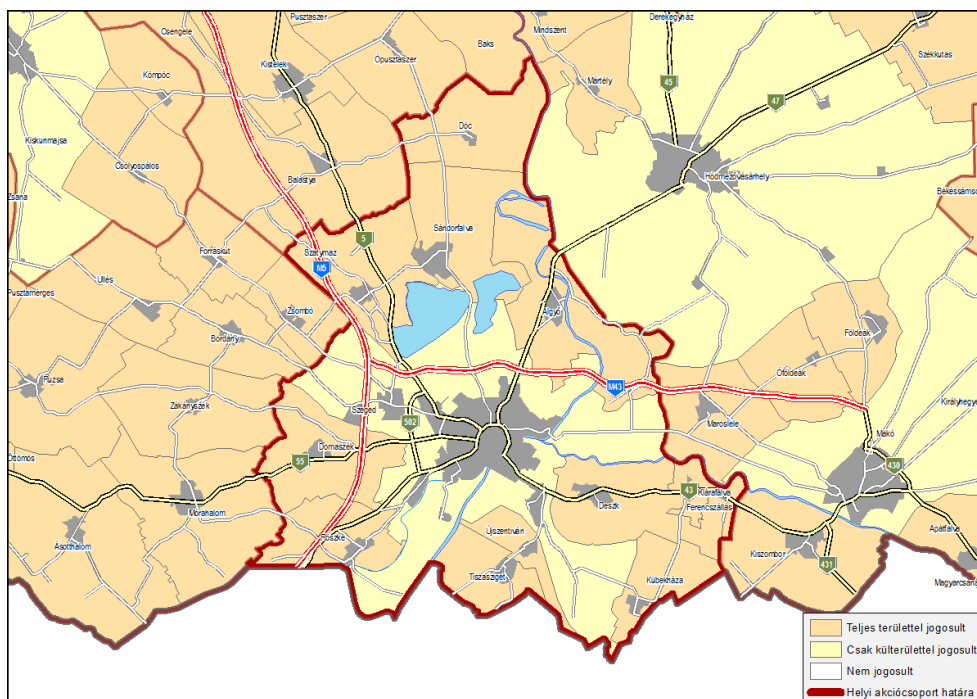 Csengele
Pusztaszer
Baks
Mindszent
Derekegyház
Székkutas
Kömpöc
Kistelek
Ópusztaszer
Mártély
45
47
Kiskunmajsa
Csólyospálos
Dóc
Balástya
Hódmezővásárhely
Zsana
Békéssámson
Forráskút
Szatymaz
5
Sándorfalva
M5
Üllés
Pusztamérges
Zsombó
Algyő
Földeák
Bordány
Óföldeák
Ruzsa
M43
Zákányszék
Szeged
502
Maroslele
Királyhegyes
Makó
Öttömös
55
Domaszék
43
Klárafalva
430
Mórahalom
Deszk
Ferencszállás
Ásotthalom
Röszke
Újszentiván
Kiszombor
431
Apátfalva
Tiszasziget
Kübekháza
Magyarcsanád
Teljes területtel jogosult
Csak külterülettel jogosult
Nem jogosult
Helyi akciócsoport határa